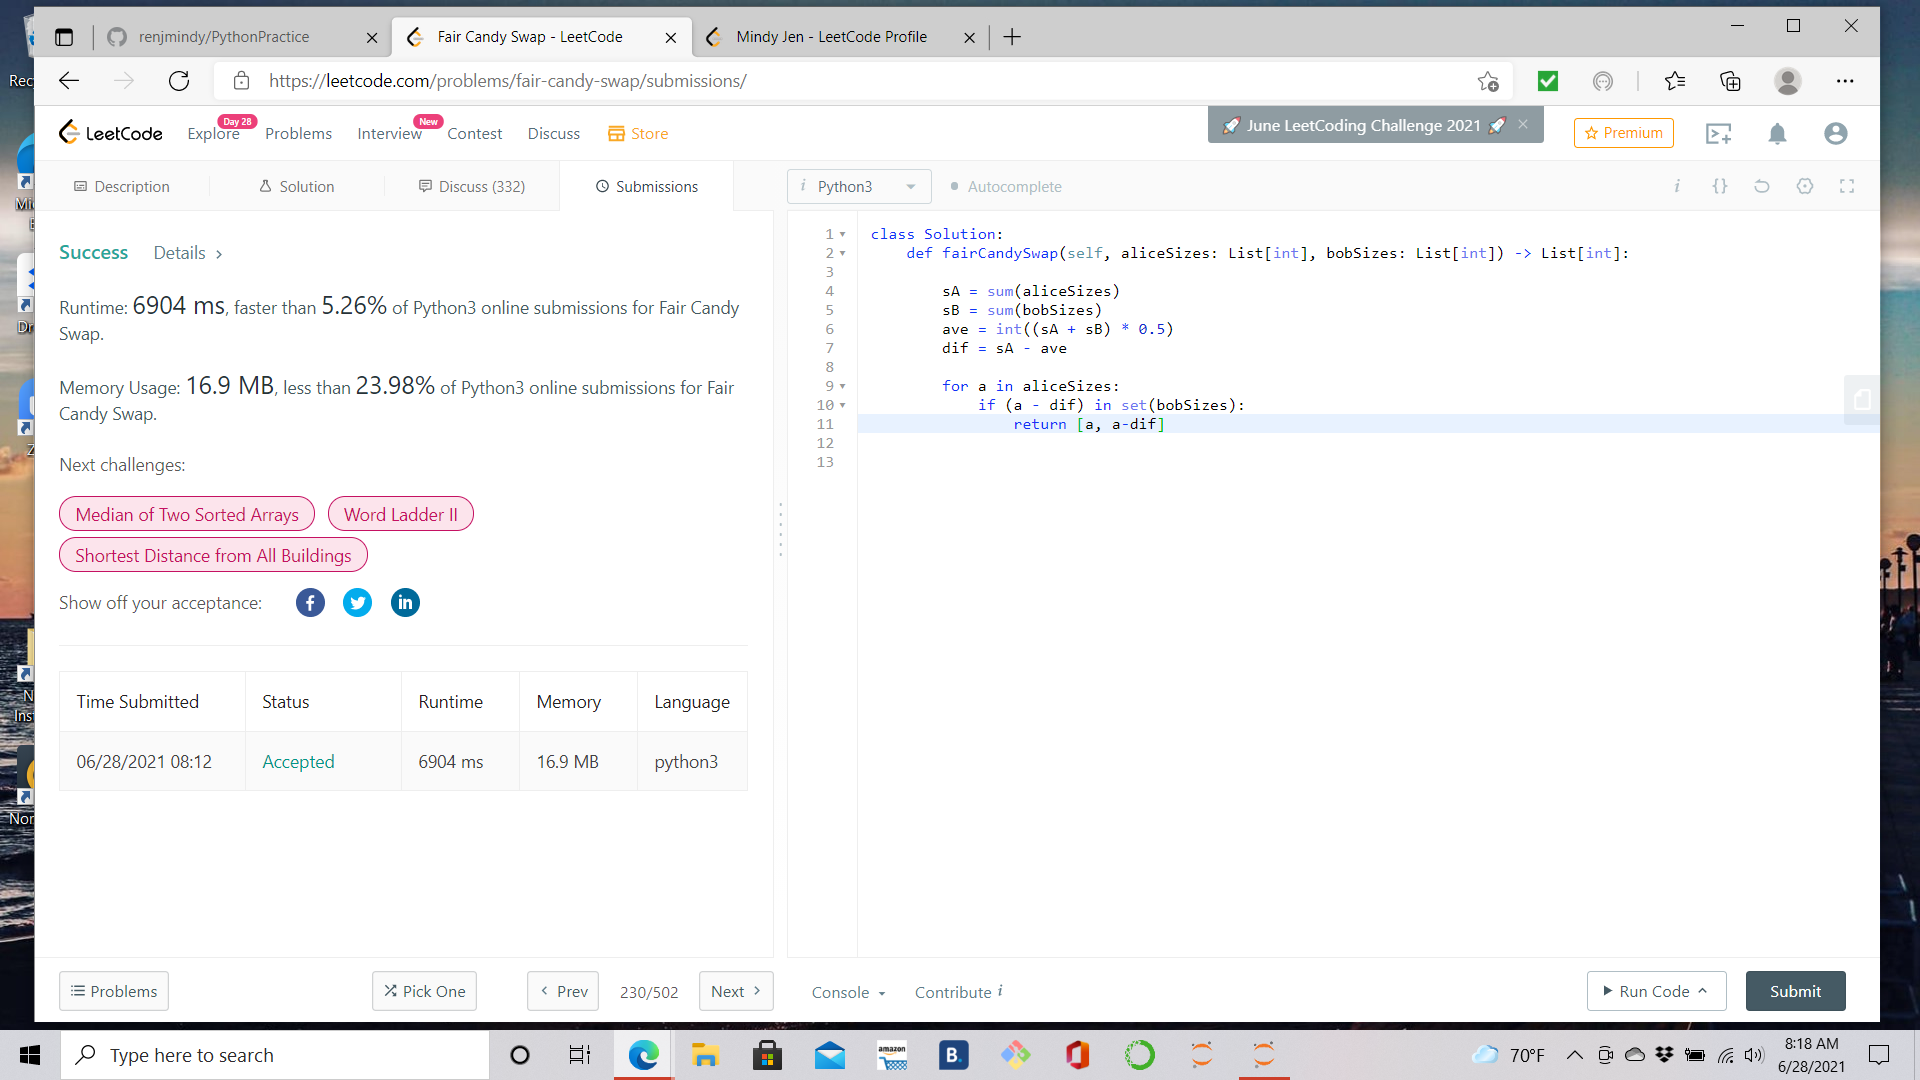 renjmindy/PythonPractice
Fair Candy Swap - LeetCode
Mindy Jen - LeetCode Profile
https://leetcode.com/problems/fair-candy-swap/submissions/
LeetCode
Explore
Day 28
Problems
Interview
New
Contest
Discuss
Store
🚀 June LeetCoding Challenge 2021 🚀
Premium
Description
Solution
Discuss (332)
Submissions
i Python3
Autocomplete
Success
Details
Runtime: 6904 ms, faster than 5.26% of Python3 online submissions for Fair Candy
Swap.
Memory Usage: 16.9 MB, less than 23.98% of Python3 online submissions for Fair
Candy Swap.
Next challenges:
Median of Two Sorted Arrays
Word Ladder II
Shortest Distance from All Buildings
Show off your acceptance:
Time Submitted Status Runtime Memory Language
06/28/2021 08:12 Accepted 6904 ms 16.9 MB python3
1 class Solution:
2     def fairCandySwap(self, aliceSizes: List[int], bobSizes: List[int]) -> List[int]:
3
4         sA = sum(aliceSizes)
5         sB = sum(bobSizes)
6         ave = int((sA + sB) * 0.5)
7         dif = sA - ave
8
9         for a in aliceSizes:
10             if (a - dif) in set(bobSizes):
11                 return [a, a-dif]
12
13
Problems
Pick One
Prev
230/502
Next
Console
Contribute i
Run Code
Submit
Type here to search
amazon
B.
70°F
8:18 AM
6/28/2021